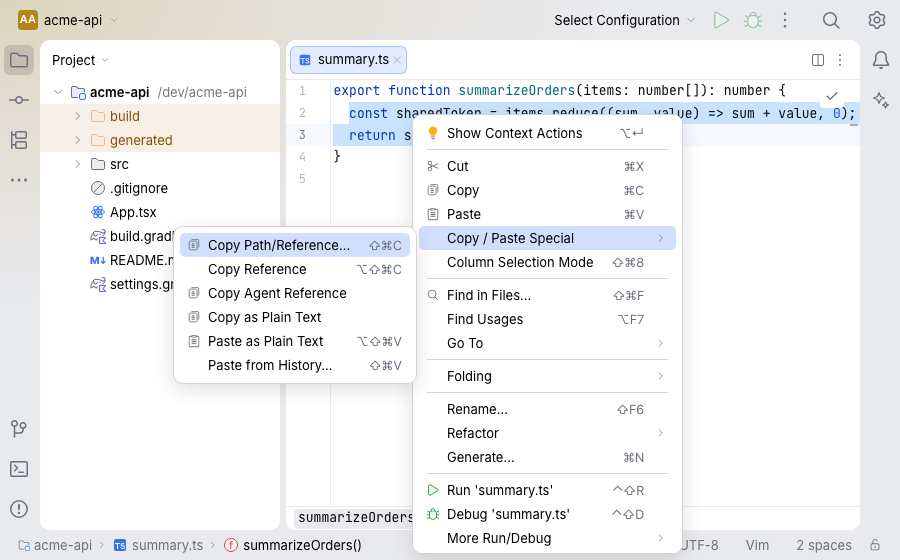 AA acme-api
Select Configuration
Project
summary.ts
acme-api /dev/acme-api
build
generated
src
.gitignore
App.tsx
build.grad
README.
settings.gr
1 export function summarizeOrders(items: number[]): number {
2 const sharedToken = items.reduce((sum, value) => sum + value, 0);
3 return s
4 }
5
Show Context Actions ⌥↵
Cut ⌘X
Copy ⌘C
Paste ⌘V
Copy / Paste Special
Column Selection Mode ⇧⌘8
Find in Files... ⇧⌘F
Find Usages ⌥F7
Go To
Folding
Rename... ⇧F6
Refactor
Generate... ⌘N
Run 'summary.ts' ⌃⇧R
Debug 'summary.ts' ⌃⇧D
More Run/Debug
Copy Path/Reference... ⇧⌘C
Copy Reference ⌥⇧⌘C
Copy Agent Reference
Copy as Plain Text
Paste as Plain Text ⌥⇧⌘V
Paste from History... ⇧⌘V
summarizeOrders
acme-api › TS summary.ts › f summarizeOrders()
UTF-8 Vim 2 spaces